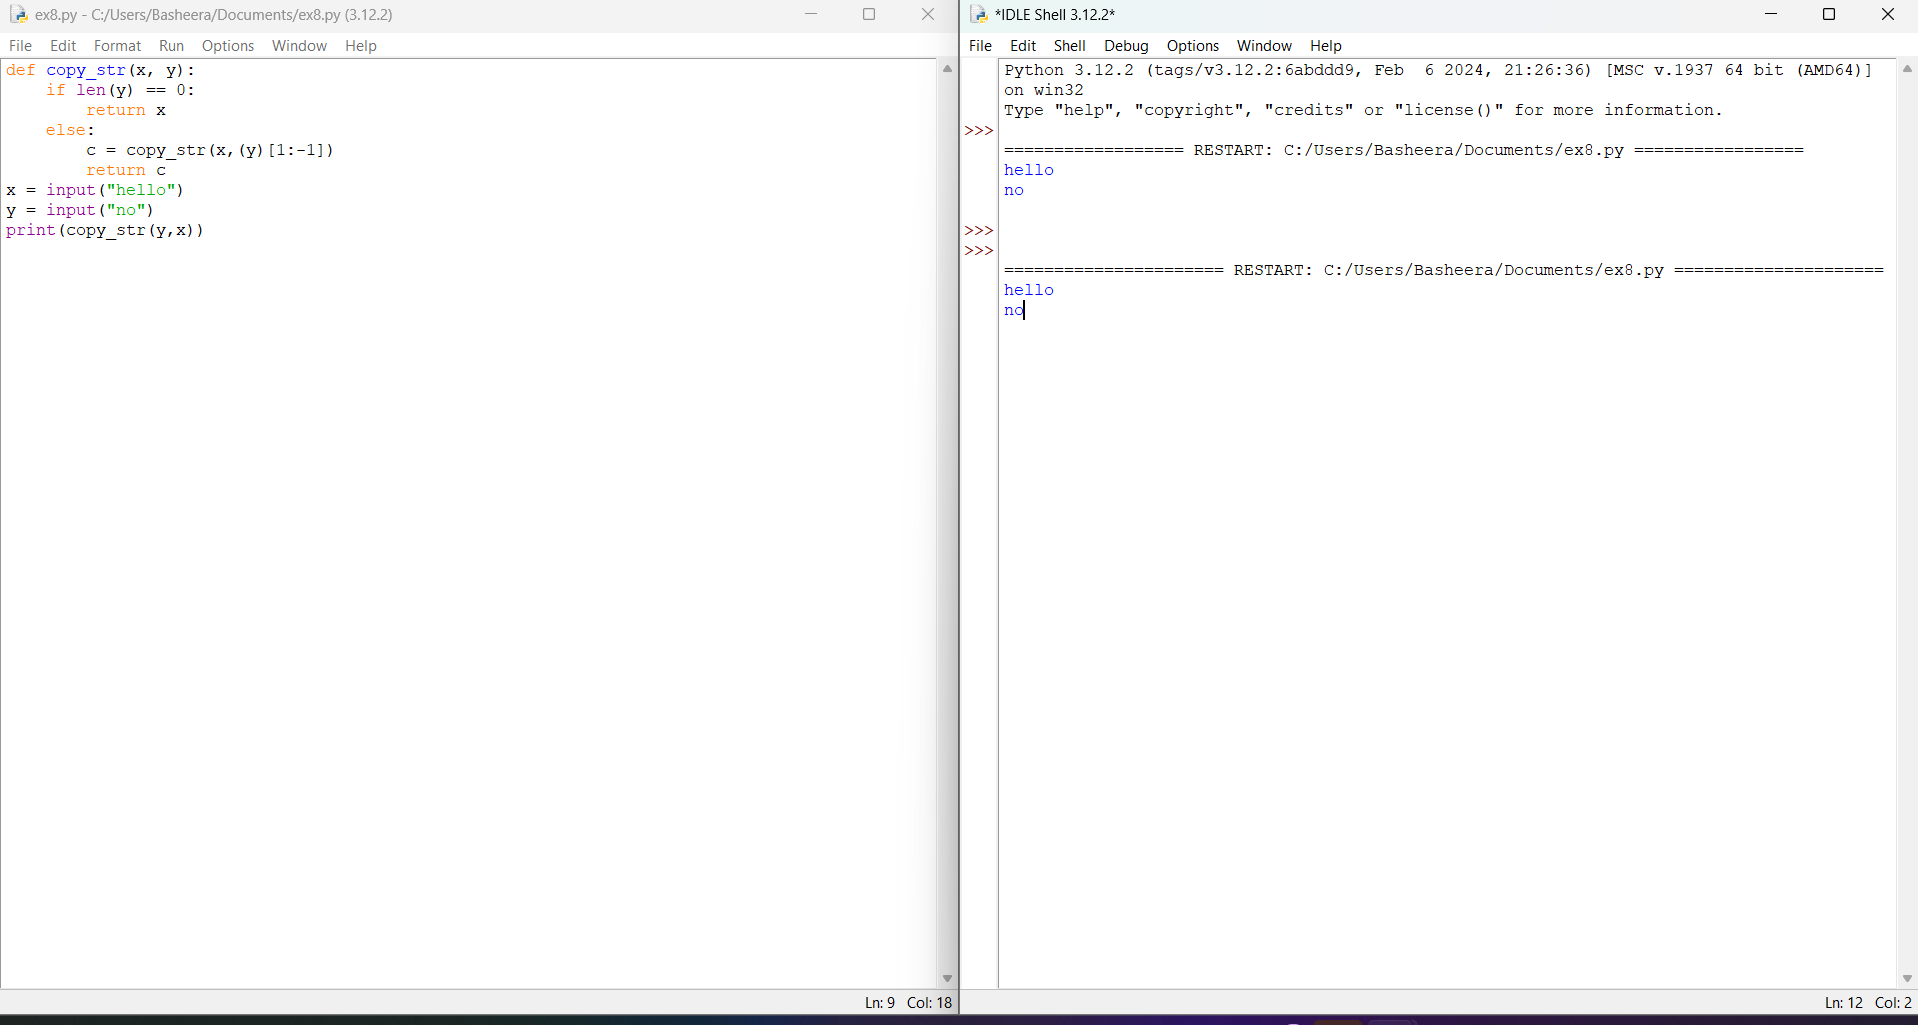 ex8.py - C:/Users/Basheera/Documents/ex8.py (3.12.2)
File Edit Format Run Options Window Help
def copy_str(x, y):
    if len(y) == 0:
        return x
    else:
        c = copy_str(x,(y)[1:-1])
        return c
x = input("hello")
y = input("no")
print(copy_str(y,x))
Ln: 9 Col: 18
*IDLE Shell 3.12.2*
File Edit Shell Debug Options Window Help
Python 3.12.2 (tags/v3.12.2:6abddd9, Feb  6 2024, 21:26:36) [MSC v.1937 64 bit (AMD64)]
on win32
Type "help", "copyright", "credits" or "license()" for more information.
>>>
================== RESTART: C:/Users/Basheera/Documents/ex8.py =================
hello
no
>>>
>>>
====================== RESTART: C:/Users/Basheera/Documents/ex8.py =====================
hello
no
Ln: 12 Col: 2